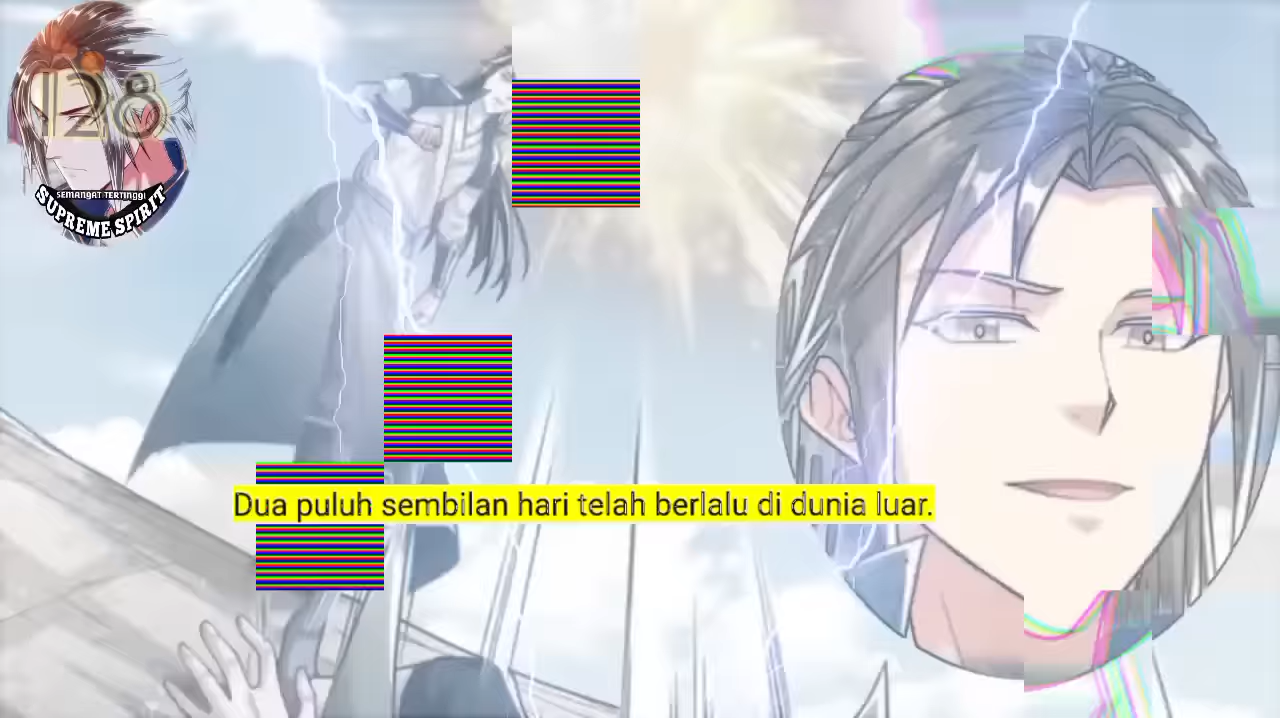 128
SEMANGAT TERTINGGI
SUPREME SPIRIT
Dua puluh sembilan hari telah berlalu di dunia luar.